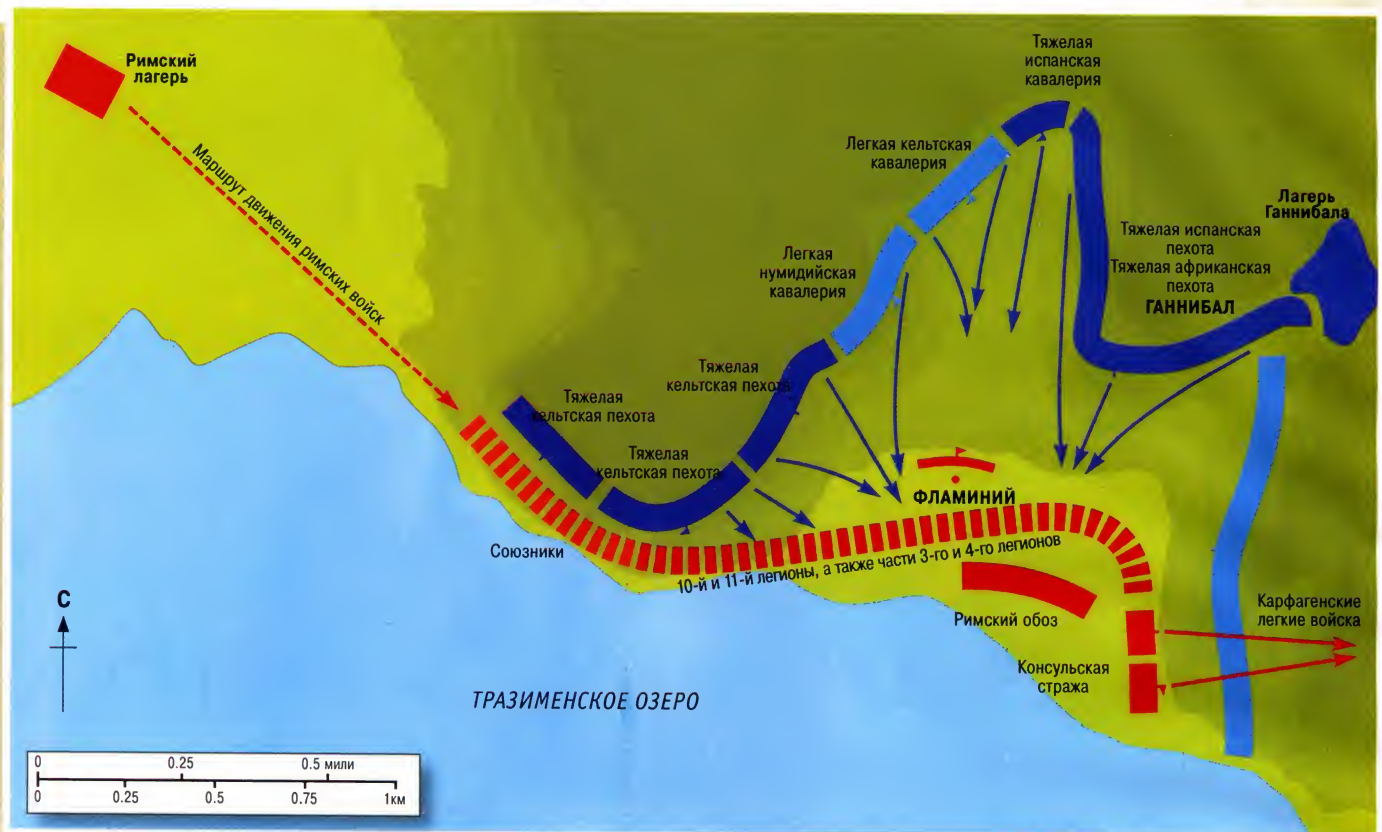 Римский
лагерь
Маршрут движения римских войск
Тяжелая
испанская
кавалерия
Легкая кельтская
кавалерия
Легкая
нумидийская
кавалерия
Лагерь
Ганнибала
Тяжелая испанская
пехота
Тяжелая африканская
пехота
ГАННИБАЛ
Тяжелая
кельтская пехота
Тяжелая
кельтская пехота
Тяжелая
кельтская пехота
ФЛАМИНИЙ
Союзники
10-й и 11-й легионы, а также части 3-го и 4-го легионов
Римский обоз
Карфагенские
легкие войска
Консульская
стража
С
ТРАЗИМЕНСКОЕ ОЗЕРО
0 0.25 0.5 мили
0 0.25 0.5 0.75 1км